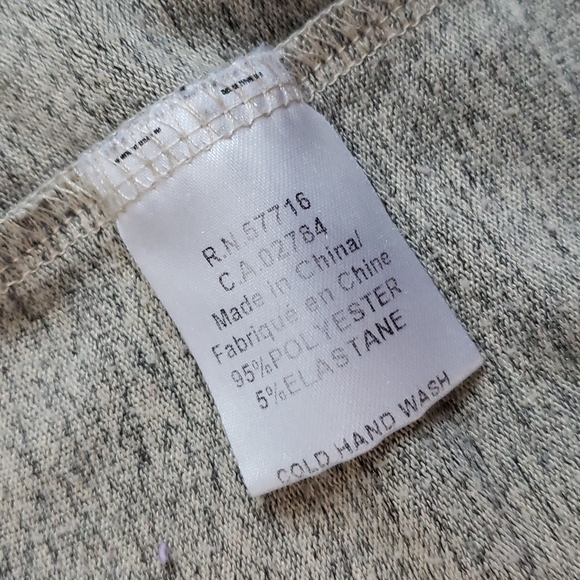 R.N.57716
C.A.02784
Made in China/
Fabriqué en Chine
95%POLYESTER
5%ELASTANE
COLD HAND WASH